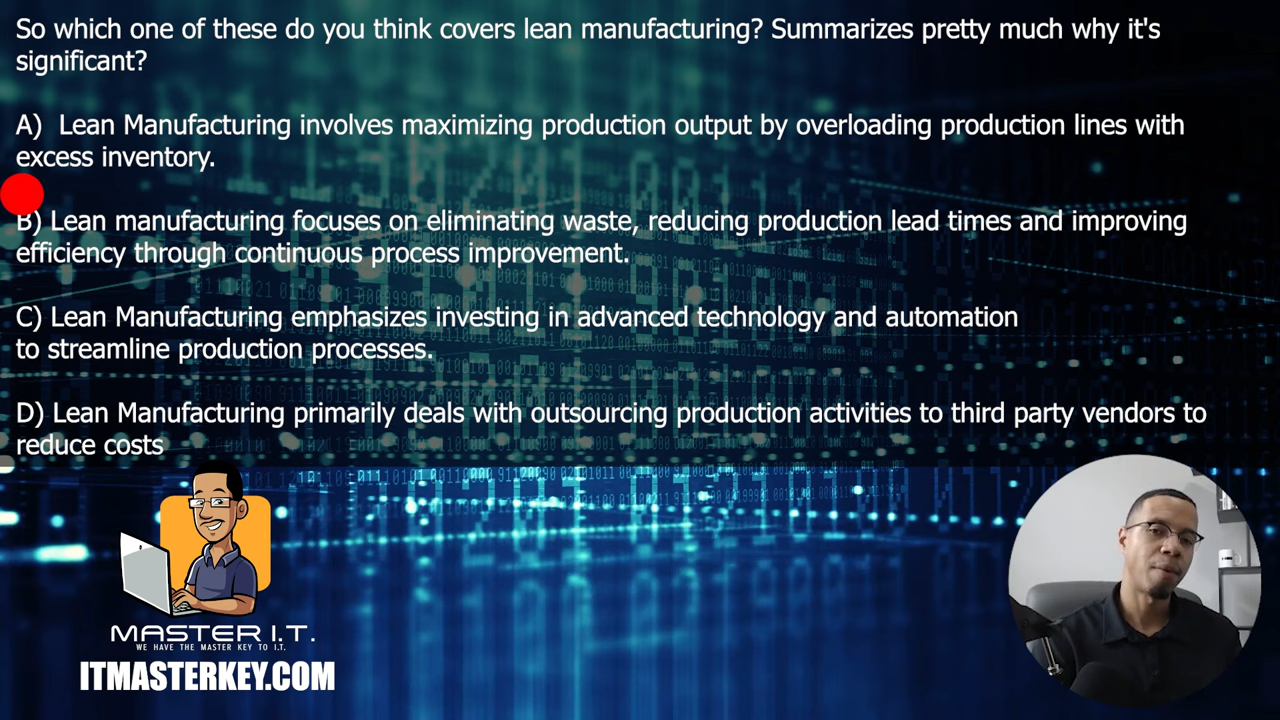 So which one of these do you think covers lean manufacturing? Summarizes pretty much why it's
significant?
A) Lean Manufacturing involves maximizing production output by overloading production lines with
excess inventory.
B) Lean manufacturing focuses on eliminating waste, reducing production lead times and improving
efficiency through continuous process improvement.
C) Lean Manufacturing emphasizes investing in advanced technology and automation
to streamline production processes.
D) Lean Manufacturing primarily deals with outsourcing production activities to third party vendors to
reduce costs
MASTER I.T.
WE HAVE THE MASTER KEY TO I.T.
ITMASTERKEY.COM